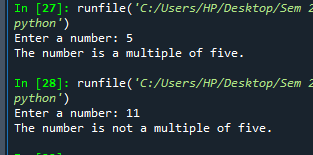 In [27]: runfile('C:/Users/HP/Desktop/Sem 2
python')
Enter a number: 5
The number is a multiple of five.
In [28]: runfile('C:/Users/HP/Desktop/Sem 2
python')
Enter a number: 11
The number is not a multiple of five.